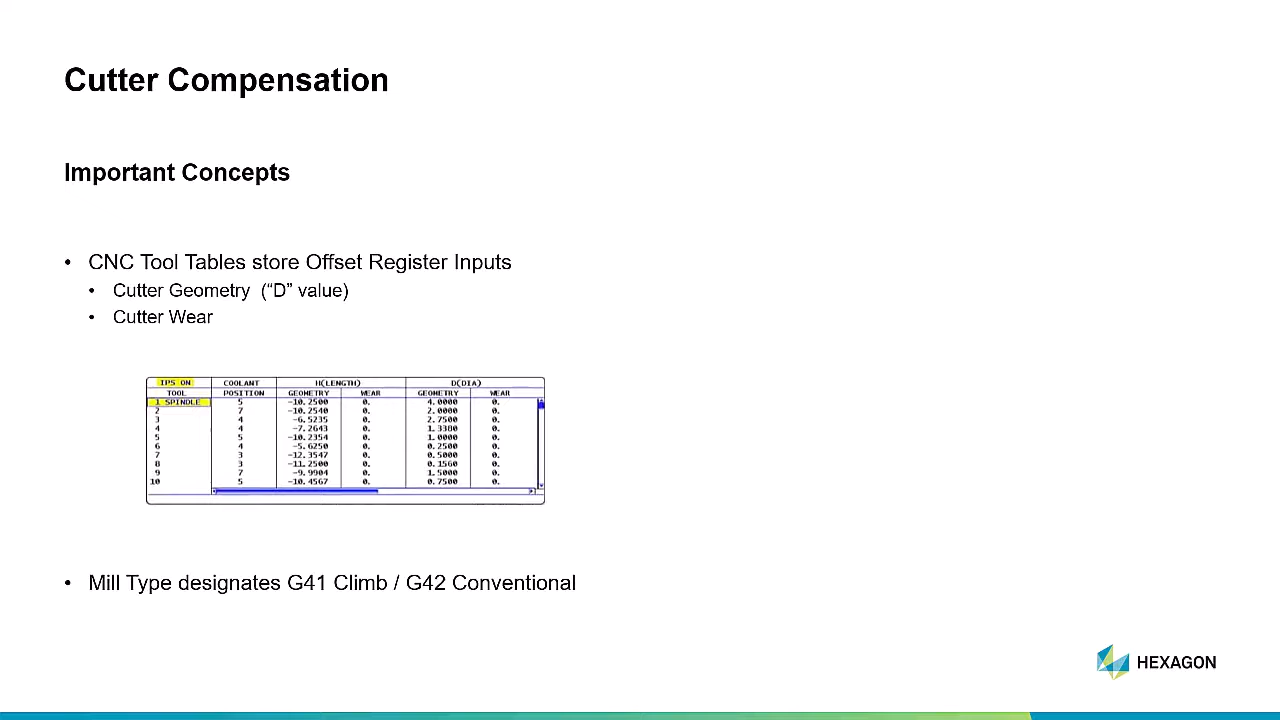 Cutter Compensation
Important Concepts
• CNC Tool Tables store Offset Register Inputs
• Cutter Geometry (“D” value)
• Cutter Wear
IPS ON COOLANT H(LENGTH) D(DIA)
TOOL POSITION GEOMETRY WEAR GEOMETRY WEAR
1 SPINDLE 5 -10.2500 0. 4.0000 0.
2 7 -10.2540 0. 2.0000 0.
3 4 -6.5235 0. 2.7500 0.
4 4 -7.2643 0. 1.3380 0.
5 5 -10.2354 0. 1.0000 0.
6 4 -5.6250 0. 0.2500 0.
7 3 -12.3547 0. 0.5000 0.
8 3 -11.2500 0. 0.1560 0.
9 7 -9.9904 0. 1.5000 0.
10 5 -10.4567 0. 0.7500 0.
• Mill Type designates G41 Climb / G42 Conventional
HEXAGON